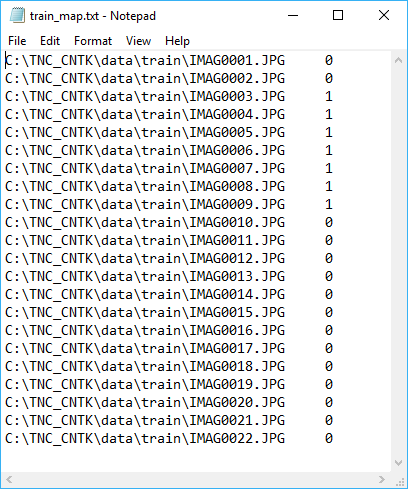 train_map.txt - Notepad
File Edit Format View Help
C:\TNC_CNTK\data\train\IMAG0001.JPG 0
C:\TNC_CNTK\data\train\IMAG0002.JPG 0
C:\TNC_CNTK\data\train\IMAG0003.JPG 1
C:\TNC_CNTK\data\train\IMAG0004.JPG 1
C:\TNC_CNTK\data\train\IMAG0005.JPG 1
C:\TNC_CNTK\data\train\IMAG0006.JPG 1
C:\TNC_CNTK\data\train\IMAG0007.JPG 1
C:\TNC_CNTK\data\train\IMAG0008.JPG 1
C:\TNC_CNTK\data\train\IMAG0009.JPG 1
C:\TNC_CNTK\data\train\IMAG0010.JPG 0
C:\TNC_CNTK\data\train\IMAG0011.JPG 0
C:\TNC_CNTK\data\train\IMAG0012.JPG 0
C:\TNC_CNTK\data\train\IMAG0013.JPG 0
C:\TNC_CNTK\data\train\IMAG0014.JPG 0
C:\TNC_CNTK\data\train\IMAG0015.JPG 0
C:\TNC_CNTK\data\train\IMAG0016.JPG 0
C:\TNC_CNTK\data\train\IMAG0017.JPG 0
C:\TNC_CNTK\data\train\IMAG0018.JPG 0
C:\TNC_CNTK\data\train\IMAG0019.JPG 0
C:\TNC_CNTK\data\train\IMAG0020.JPG 0
C:\TNC_CNTK\data\train\IMAG0021.JPG 0
C:\TNC_CNTK\data\train\IMAG0022.JPG 0